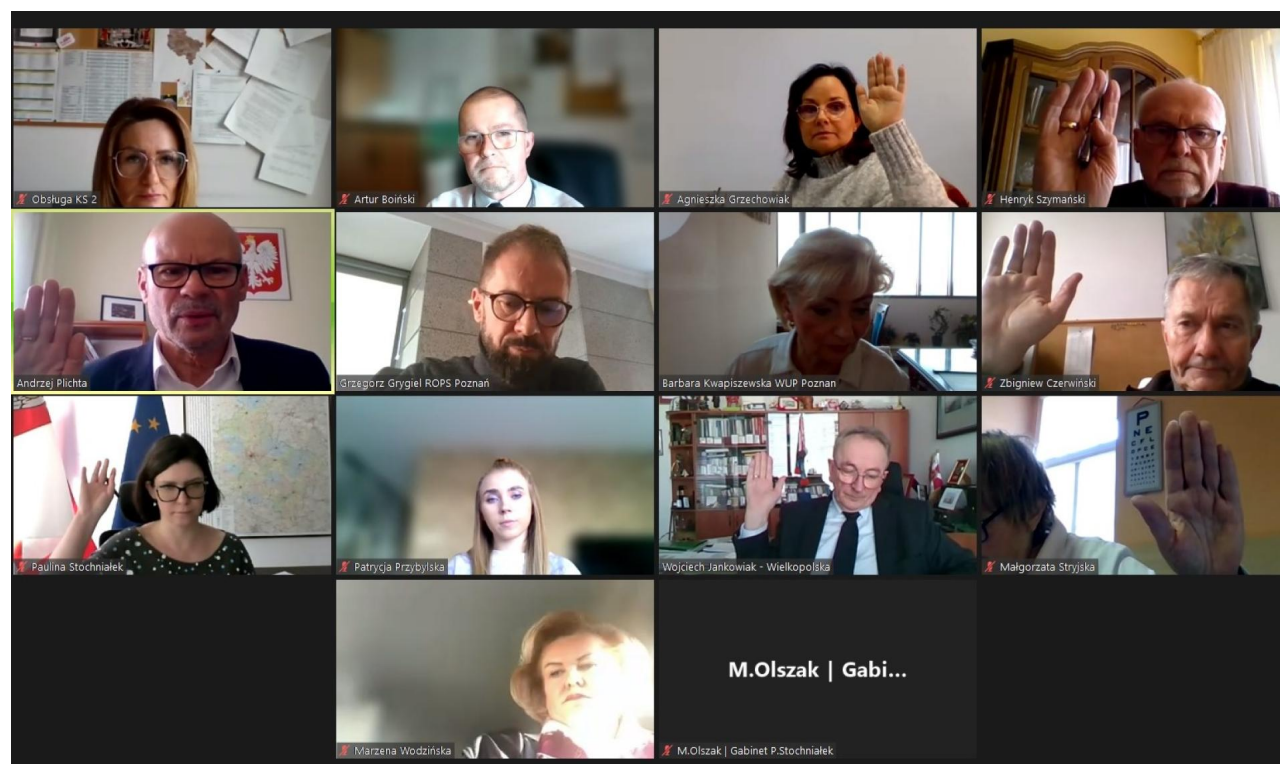 Obsługa KS 2
Artur Boiński
Agnieszka Grzechowiak
Henryk Szymański
Andrzej Plichta
Grzegorz Grygiel ROPS Poznań
Barbara Kwapiszewska WUP Poznan
Zbigniew Czerwiński
P
N E
C F L
Paulina Stochniałek
Patrycja Przybylska
Wojciech Jankowiak - Wielkopolska
Małgorzata Stryjska
M.Olszak | Gabi...
Marzena Wodzińska
M.Olszak | Gabinet P.Stochniałek